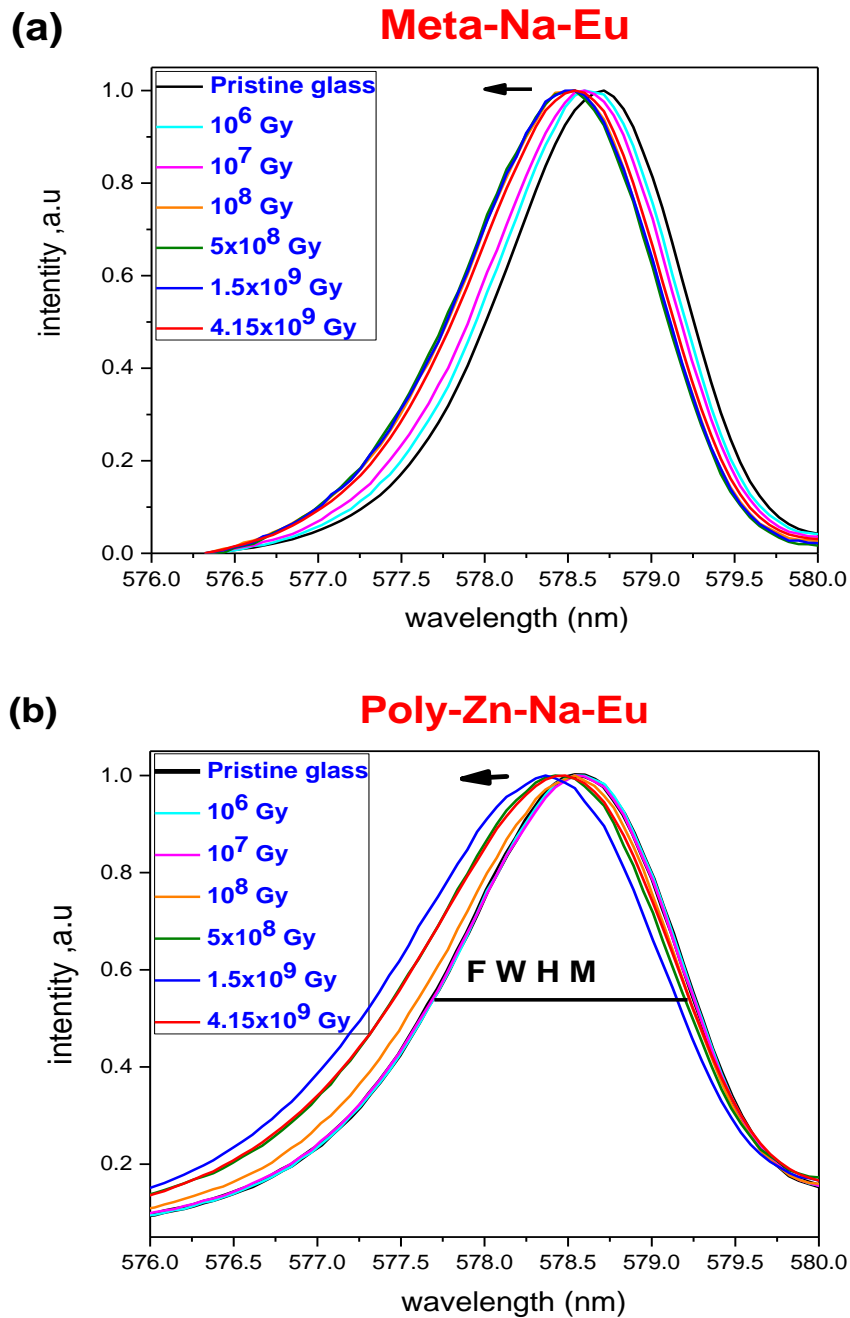 (a)
Meta-Na-Eu
Pristine glass
10⁶ Gy
10⁷ Gy
10⁸ Gy
5x10⁸ Gy
1.5x10⁹ Gy
4.15x10⁹ Gy
1.0
0.8
0.6
0.4
0.2
0.0
intentity ,a.u
576.0 576.5 577.0 577.5 578.0 578.5 579.0 579.5 580.0
wavelength (nm)
(b)
Poly-Zn-Na-Eu
Pristine glass
10⁶ Gy
10⁷ Gy
10⁸ Gy
5x10⁸ Gy
1.5x10⁹ Gy
4.15x10⁹ Gy
F W H M
1.0
0.8
0.6
0.4
0.2
intentity ,a.u
576.0 576.5 577.0 577.5 578.0 578.5 579.0 579.5 580.0
wavelength (nm)